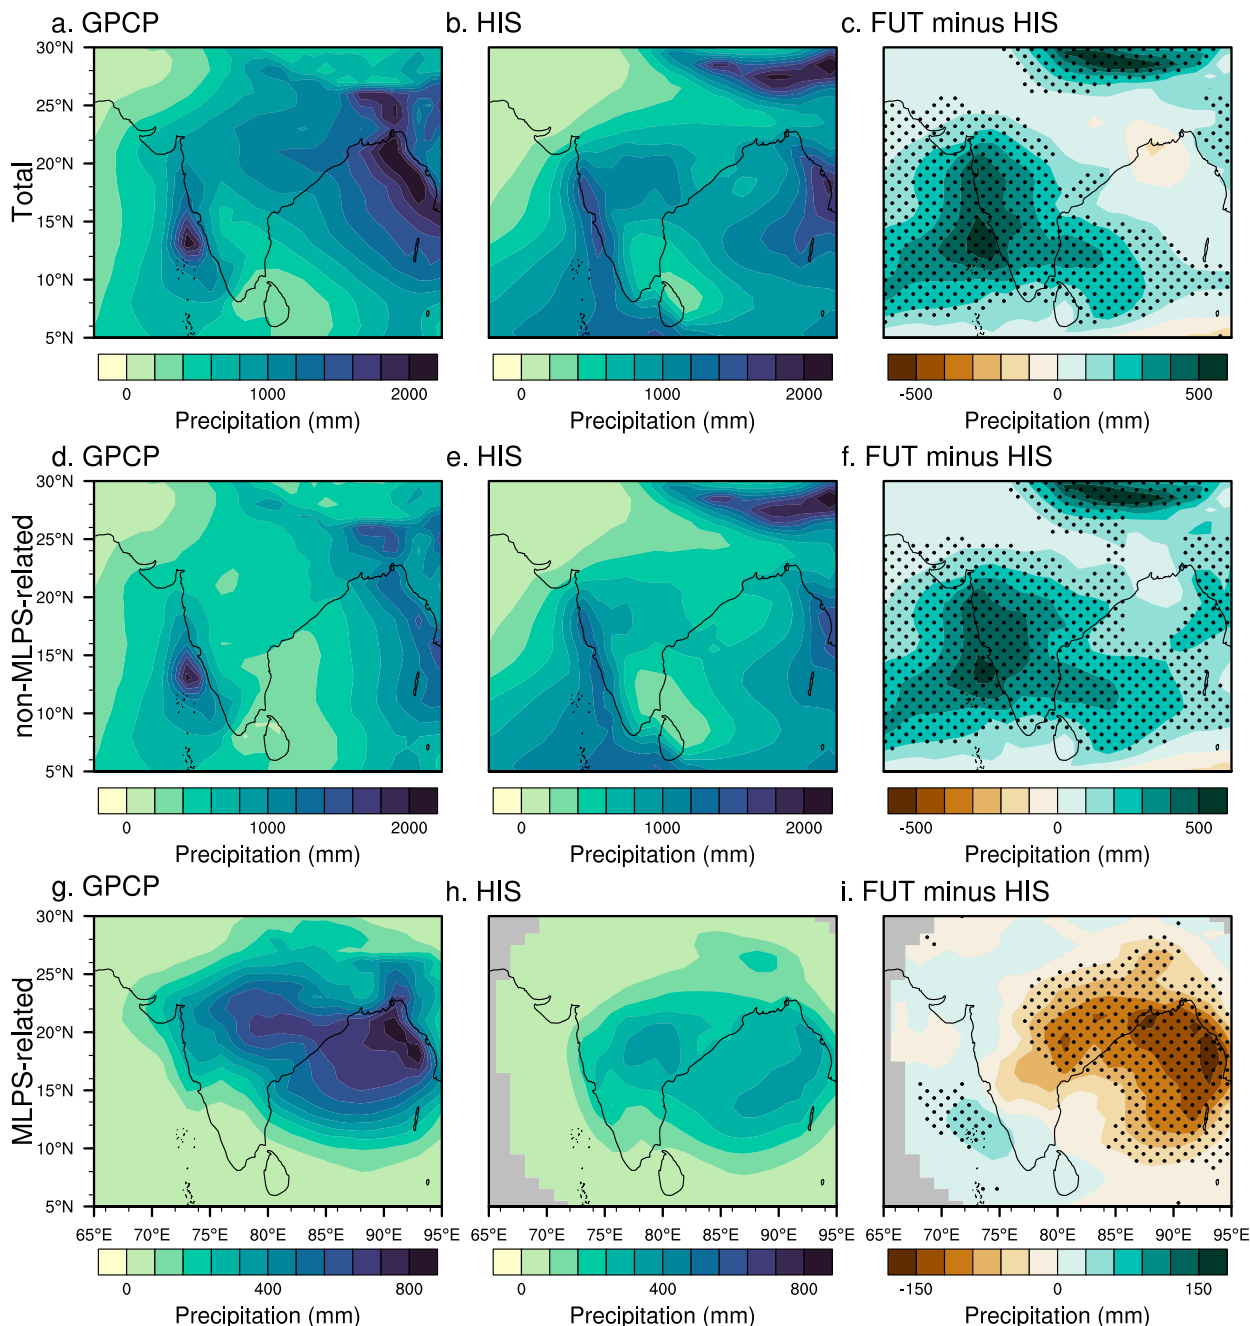 a. GPCP
b. HIS
c. FUT minus HIS
Total
30°N
25°N
20°N
15°N
10°N
5°N
0 1000 2000
Precipitation (mm)
0 1000 2000
Precipitation (mm)
-500 0 500
Precipitation (mm)
d. GPCP
e. HIS
f. FUT minus HIS
non-MLPS-related
30°N
25°N
20°N
15°N
10°N
5°N
0 1000 2000
Precipitation (mm)
0 1000 2000
Precipitation (mm)
-500 0 500
Precipitation (mm)
g. GPCP
h. HIS
i. FUT minus HIS
MLPS-related
30°N
25°N
20°N
15°N
10°N
5°N
65°E 70°E 75°E 80°E 85°E 90°E 95°E
65°E 70°E 75°E 80°E 85°E 90°E 95°E
65°E 70°E 75°E 80°E 85°E 90°E 95°E
0 400 800
Precipitation (mm)
0 400 800
Precipitation (mm)
-150 0 150
Precipitation (mm)